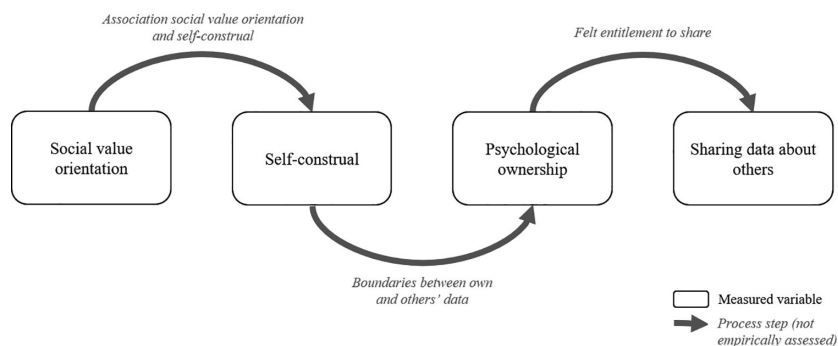 Association social value orientation
and self-construal
Felt entitlement to share
Social value
orientation
Self-construal
Psychological
ownership
Sharing data about
others
Boundaries between own
and others’ data
Measured variable
Process step (not
empirically assessed)